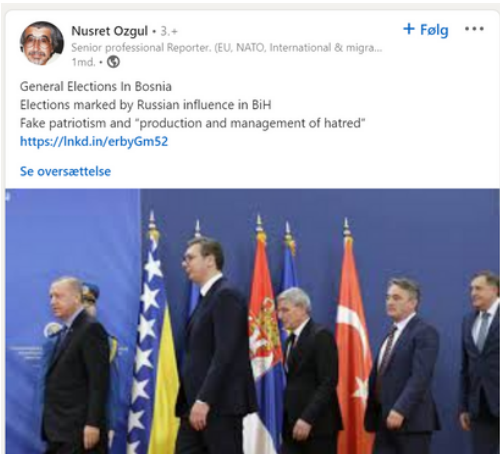 Nusret Ozgul • 3.+
+ Følg •••
Senior professional Reporter. (EU, NATO, International & migra...
1md. •
General Elections In Bosnia
Elections marked by Russian influence in BiH
Fake patriotism and "production and management of hatred"
https://lnkd.in/erbyGm52
Se oversættelse